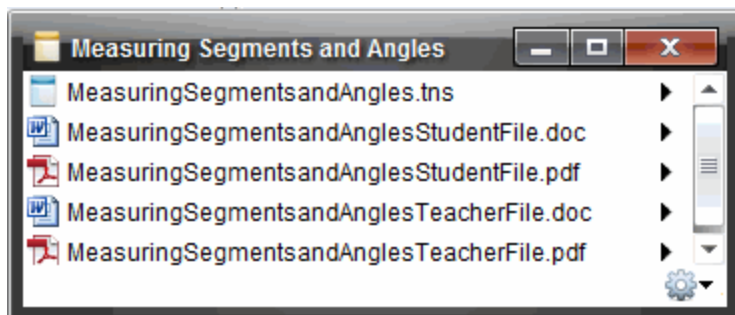 Measuring Segments and Angles
MeasuringSegmentsandAngles.tns
MeasuringSegmentsandAnglesStudentFile.doc
MeasuringSegmentsandAnglesStudentFile.pdf
MeasuringSegmentsandAnglesTeacherFile.doc
MeasuringSegmentsandAnglesTeacherFile.pdf